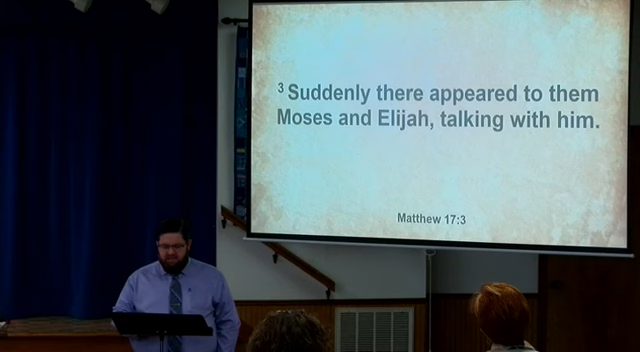 3 Suddenly there appeared to them
Moses and Elijah, talking with him.
Matthew 17:3